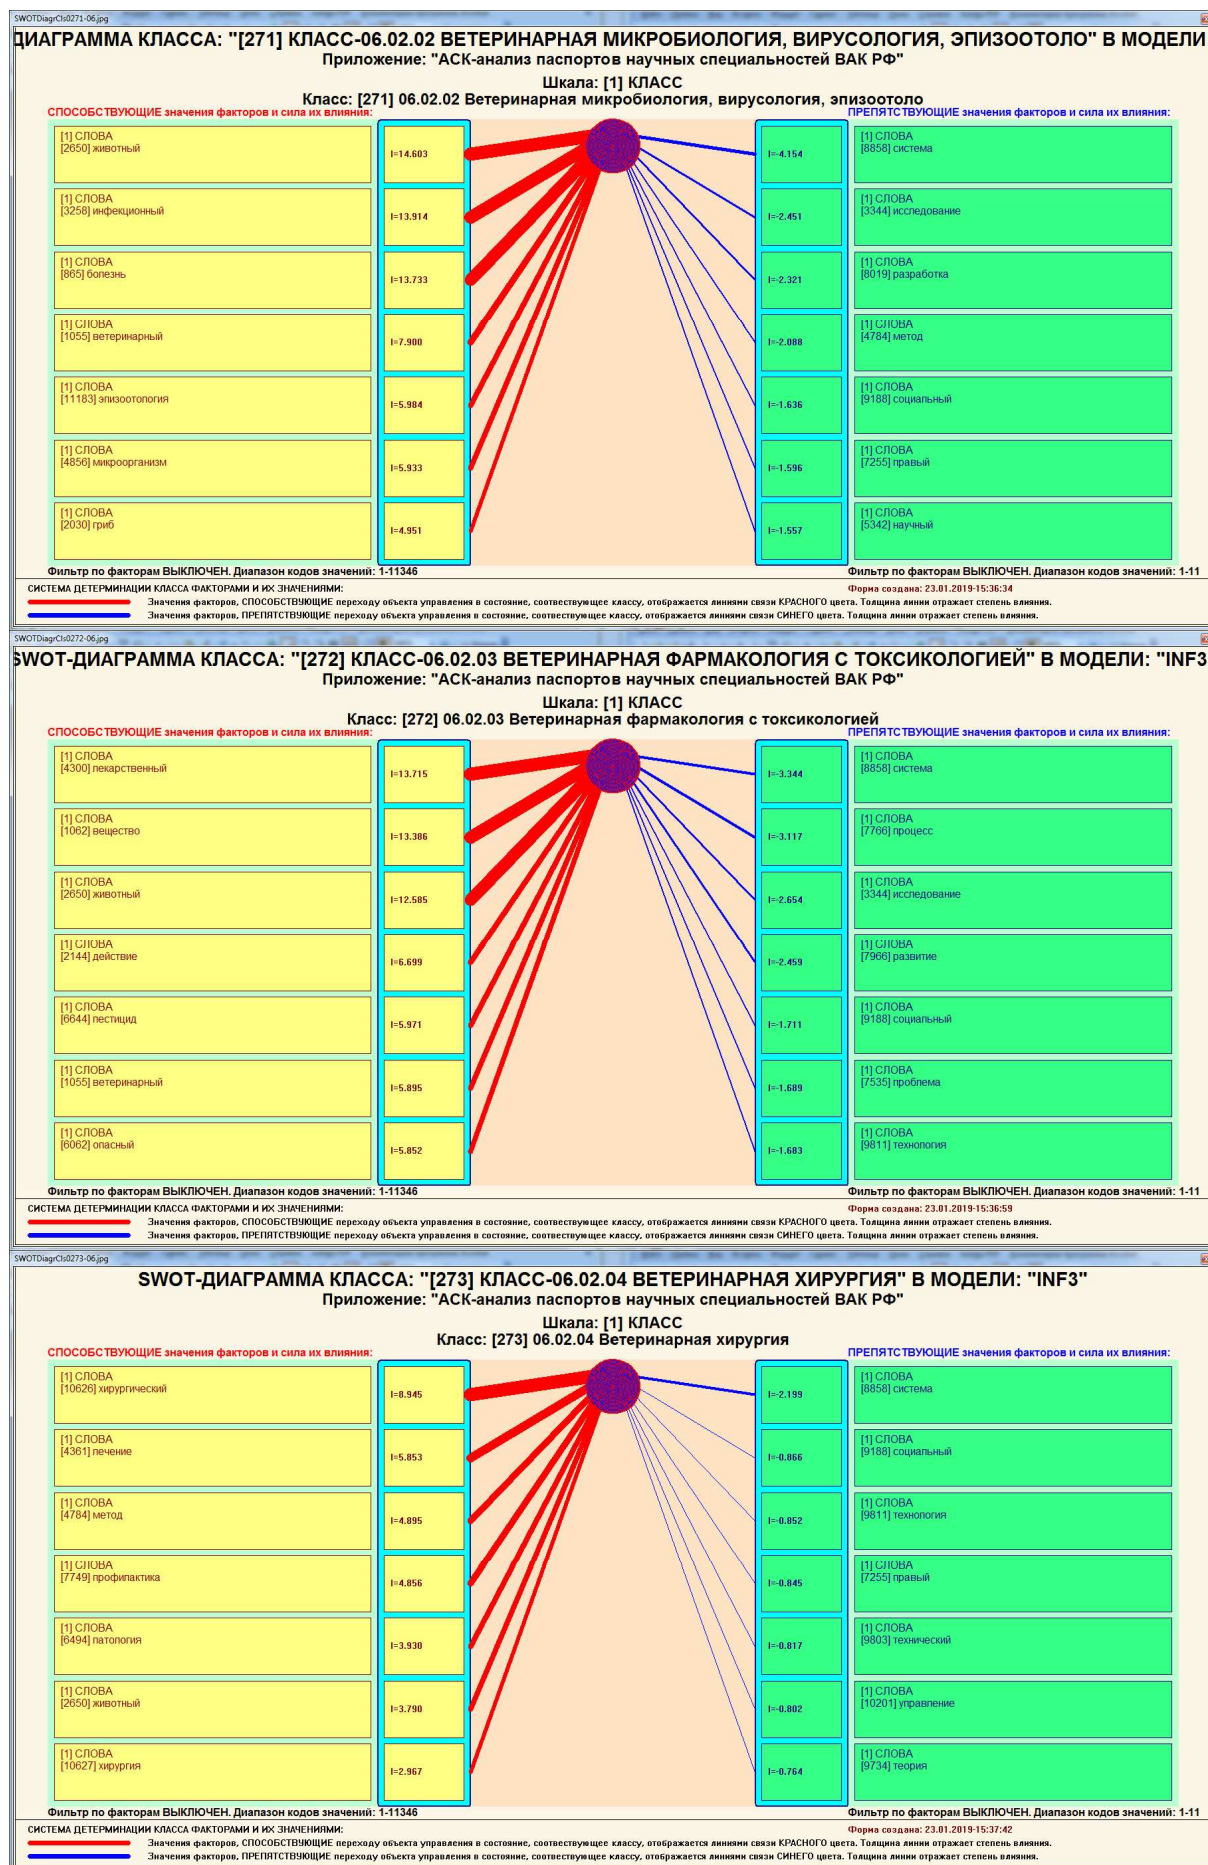 SWOTDiagrCls0271-06.jpg
ДИАГРАММА КЛАССА: "[271] КЛАСС-06.02.02 ВЕТЕРИНАРНАЯ МИКРОБИОЛОГИЯ, ВИРУСОЛОГИЯ, ЭПИЗООТОЛО" В МОДЕЛИ
Приложение: "АСК-анализ паспортов научных специальностей ВАК РФ"
Шкала: [1] КЛАСС
Класс: [271] 06.02.02 Ветеринарная микробиология, вирусология, эпизоотоло
СПОСОБСТВУЮЩИЕ значения факторов и сила их влияния:
ПРЕПЯТСТВУЮЩИЕ значения факторов и сила их влияния:
[1] СЛОВА
[2650] животный
I=14.603
I=-4.154
[1] СЛОВА
[8858] система
[1] СЛОВА
[3258] инфекционный
I=13.914
I=-2.451
[1] СЛОВА
[3344] исследование
[1] СЛОВА
[865] болезнь
I=13.733
I=-2.321
[1] СЛОВА
[8019] разработка
[1] СЛОВА
[1055] ветеринарный
I=7.900
I=-2.088
[1] СЛОВА
[4784] метод
[1] СЛОВА
[11183] эпизоотология
I=5.984
I=-1.636
[1] СЛОВА
[9188] социальный
[1] СЛОВА
[4856] микроорганизм
I=5.933
I=-1.596
[1] СЛОВА
[7255] правый
[1] СЛОВА
[2030] гриб
I=4.951
I=-1.557
[1] СЛОВА
[5342] научный
Фильтр по факторам ВЫКЛЮЧЕН. Диапазон кодов значений: 1-11346
Фильтр по факторам ВЫКЛЮЧЕН. Диапазон кодов значений: 1-11
СИСТЕМА ДЕТЕРМИНАЦИИ КЛАССА ФАКТОРАМИ И ИХ ЗНАЧЕНИЯМИ:
Форма создана: 23.01.2019-15:36:34
Значения факторов, СПОСОБСТВУЮЩИЕ переходу объекта управления в состояние, соотвествующее классу, отображается линиями связи КРАСНОГО цвета. Толщина линии отражает степень влияния.
Значения факторов, ПРЕПЯТСТВУЮЩИЕ переходу объекта управления в состояние, соотвествующее классу, отображается линиями связи СИНЕГО цвета. Толщина линии отражает степень влияния.
SWOTDiagrCls0272-06.jpg
SWOT-ДИАГРАММА КЛАССА: "[272] КЛАСС-06.02.03 ВЕТЕРИНАРНАЯ ФАРМАКОЛОГИЯ С ТОКСИКОЛОГИЕЙ" В МОДЕЛИ: "INF3
Приложение: "АСК-анализ паспортов научных специальностей ВАК РФ"
Шкала: [1] КЛАСС
Класс: [272] 06.02.03 Ветеринарная фармакология с токсикологией
СПОСОБСТВУЮЩИЕ значения факторов и сила их влияния:
ПРЕПЯТСТВУЮЩИЕ значения факторов и сила их влияния:
[1] СЛОВА
[4300] лекарственный
I=13.715
I=-3.344
[1] СЛОВА
[8858] система
[1] СЛОВА
[1062] вещество
I=13.386
I=-3.117
[1] СЛОВА
[7766] процесс
[1] СЛОВА
[2650] животный
I=12.585
I=-2.654
[1] СЛОВА
[3344] исследование
[1] СЛОВА
[2144] действие
I=6.699
I=-2.459
[1] СЛОВА
[7966] развитие
[1] СЛОВА
[6644] пестицид
I=5.971
I=-1.711
[1] СЛОВА
[9188] социальный
[1] СЛОВА
[1055] ветеринарный
I=5.895
I=-1.689
[1] СЛОВА
[7535] проблема
[1] СЛОВА
[6062] опасный
I=5.852
I=-1.683
[1] СЛОВА
[9811] технология
Фильтр по факторам ВЫКЛЮЧЕН. Диапазон кодов значений: 1-11346
Фильтр по факторам ВЫКЛЮЧЕН. Диапазон кодов значений: 1-11
СИСТЕМА ДЕТЕРМИНАЦИИ КЛАССА ФАКТОРАМИ И ИХ ЗНАЧЕНИЯМИ:
Форма создана: 23.01.2019-15:36:59
Значения факторов, СПОСОБСТВУЮЩИЕ переходу объекта управления в состояние, соотвествующее классу, отображается линиями связи КРАСНОГО цвета. Толщина линии отражает степень влияния.
Значения факторов, ПРЕПЯТСТВУЮЩИЕ переходу объекта управления в состояние, соотвествующее классу, отображается линиями связи СИНЕГО цвета. Толщина линии отражает степень влияния.
SWOTDiagrCls0273-06.jpg
SWOT-ДИАГРАММА КЛАССА: "[273] КЛАСС-06.02.04 ВЕТЕРИНАРНАЯ ХИРУРГИЯ" В МОДЕЛИ: "INF3"
Приложение: "АСК-анализ паспортов научных специальностей ВАК РФ"
Шкала: [1] КЛАСС
Класс: [273] 06.02.04 Ветеринарная хирургия
СПОСОБСТВУЮЩИЕ значения факторов и сила их влияния:
ПРЕПЯТСТВУЮЩИЕ значения факторов и сила их влияния:
[1] СЛОВА
[10626] хирургический
I=8.945
I=-2.199
[1] СЛОВА
[8858] система
[1] СЛОВА
[4361] лечение
I=5.853
I=-0.866
[1] СЛОВА
[9188] социальный
[1] СЛОВА
[4784] метод
I=4.895
I=-0.852
[1] СЛОВА
[9811] технология
[1] СЛОВА
[7749] профилактика
I=4.856
I=-0.845
[1] СЛОВА
[7255] правый
[1] СЛОВА
[6494] патология
I=3.930
I=-0.817
[1] СЛОВА
[9803] технический
[1] СЛОВА
[2650] животный
I=3.790
I=-0.802
[1] СЛОВА
[10201] управление
[1] СЛОВА
[10627] хирургия
I=2.967
I=-0.764
[1] СЛОВА
[9734] теория
Фильтр по факторам ВЫКЛЮЧЕН. Диапазон кодов значений: 1-11346
Фильтр по факторам ВЫКЛЮЧЕН. Диапазон кодов значений: 1-11
СИСТЕМА ДЕТЕРМИНАЦИИ КЛАССА ФАКТОРАМИ И ИХ ЗНАЧЕНИЯМИ:
Форма создана: 23.01.2019-15:37:42
Значения факторов, СПОСОБСТВУЮЩИЕ переходу объекта управления в состояние, соотвествующее классу, отображается линиями связи КРАСНОГО цвета. Толщина линии отражает степень влияния.
Значения факторов, ПРЕПЯТСТВУЮЩИЕ переходу объекта управления в состояние, соотвествующее классу, отображается линиями связи СИНЕГО цвета. Толщина линии отражает степень влияния.